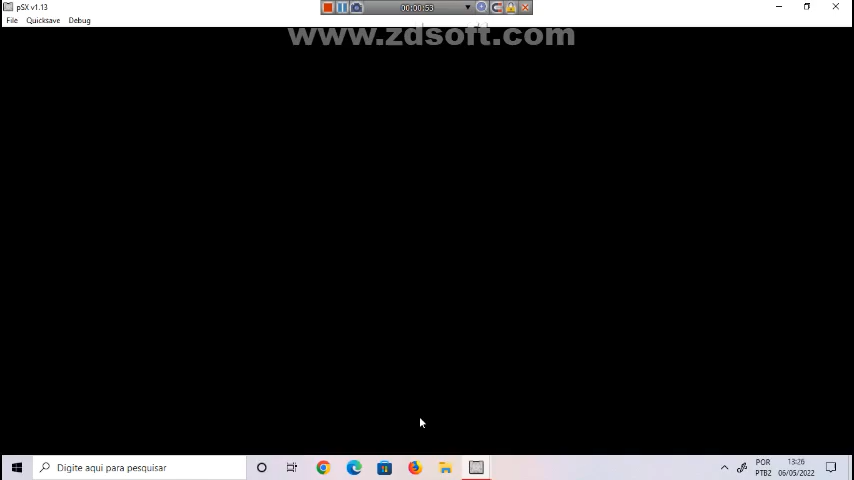 pSX v1.13
00:00:53
File Quicksave Debug
www.zdsoft.com
Digite aqui para pesquisar
POR
PTB2
13:26
06/05/2022